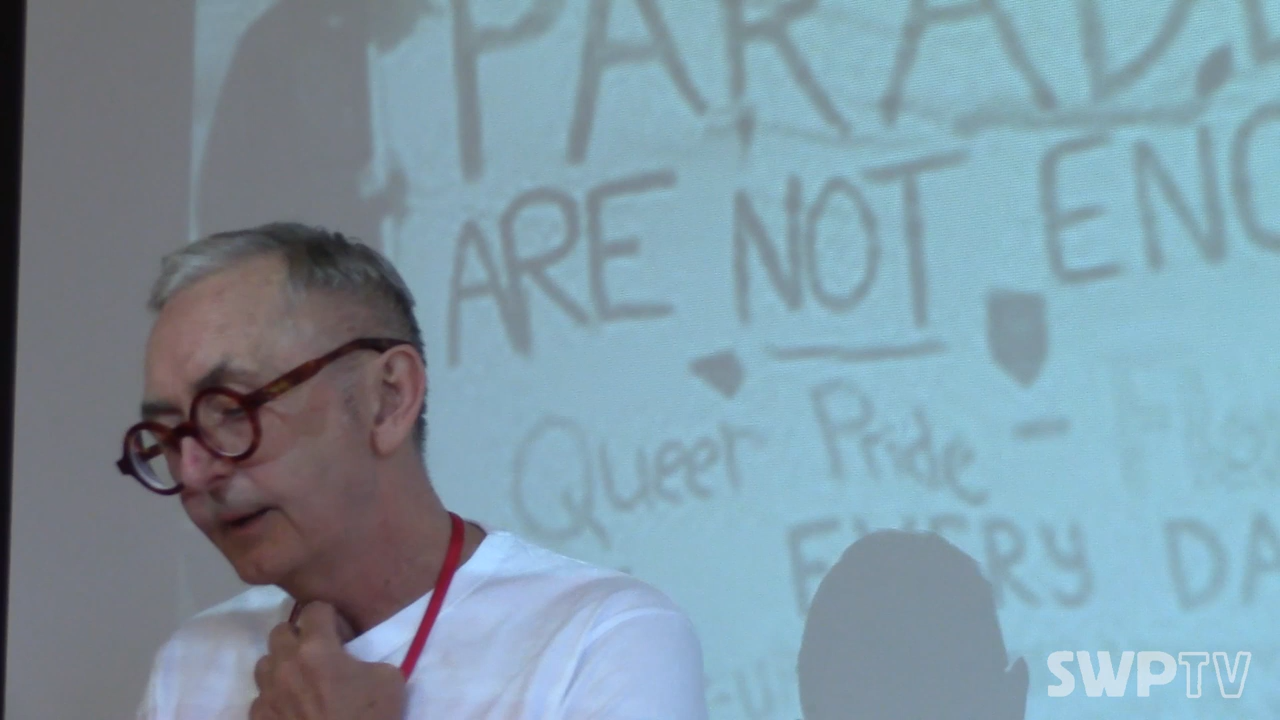 PARAD
ARE NOT ENO
Queer Pride -
EVERY DA
SWPTV